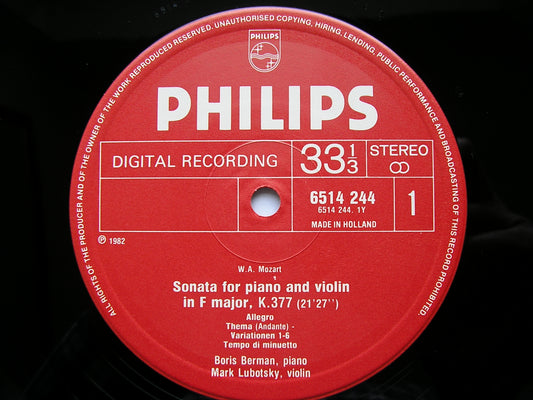 ALL RIGHTS OF THE PRODUCER AND OF THE OWNER OF THE WORK REPRODUCED RESERVED. UNAUTHORISED COPYING, HIRING, LENDING, PUBLIC PERFORMANCE AND BROADCASTING OF THIS RECORD PROHIBITED.
PHILIPS
PHILIPS
DIGITAL RECORDING
33 1/3
STEREO
6514 244
6514 244. 1Y
MADE IN HOLLAND
1
℗ 1982
W.A. Mozart
Sonata for piano and violin
in F major, K.377 (21'27'')
Allegro
Thema (Andante) -
Variationen 1-6
Tempo di minuetto
Boris Berman, piano
Mark Lubotsky, violin